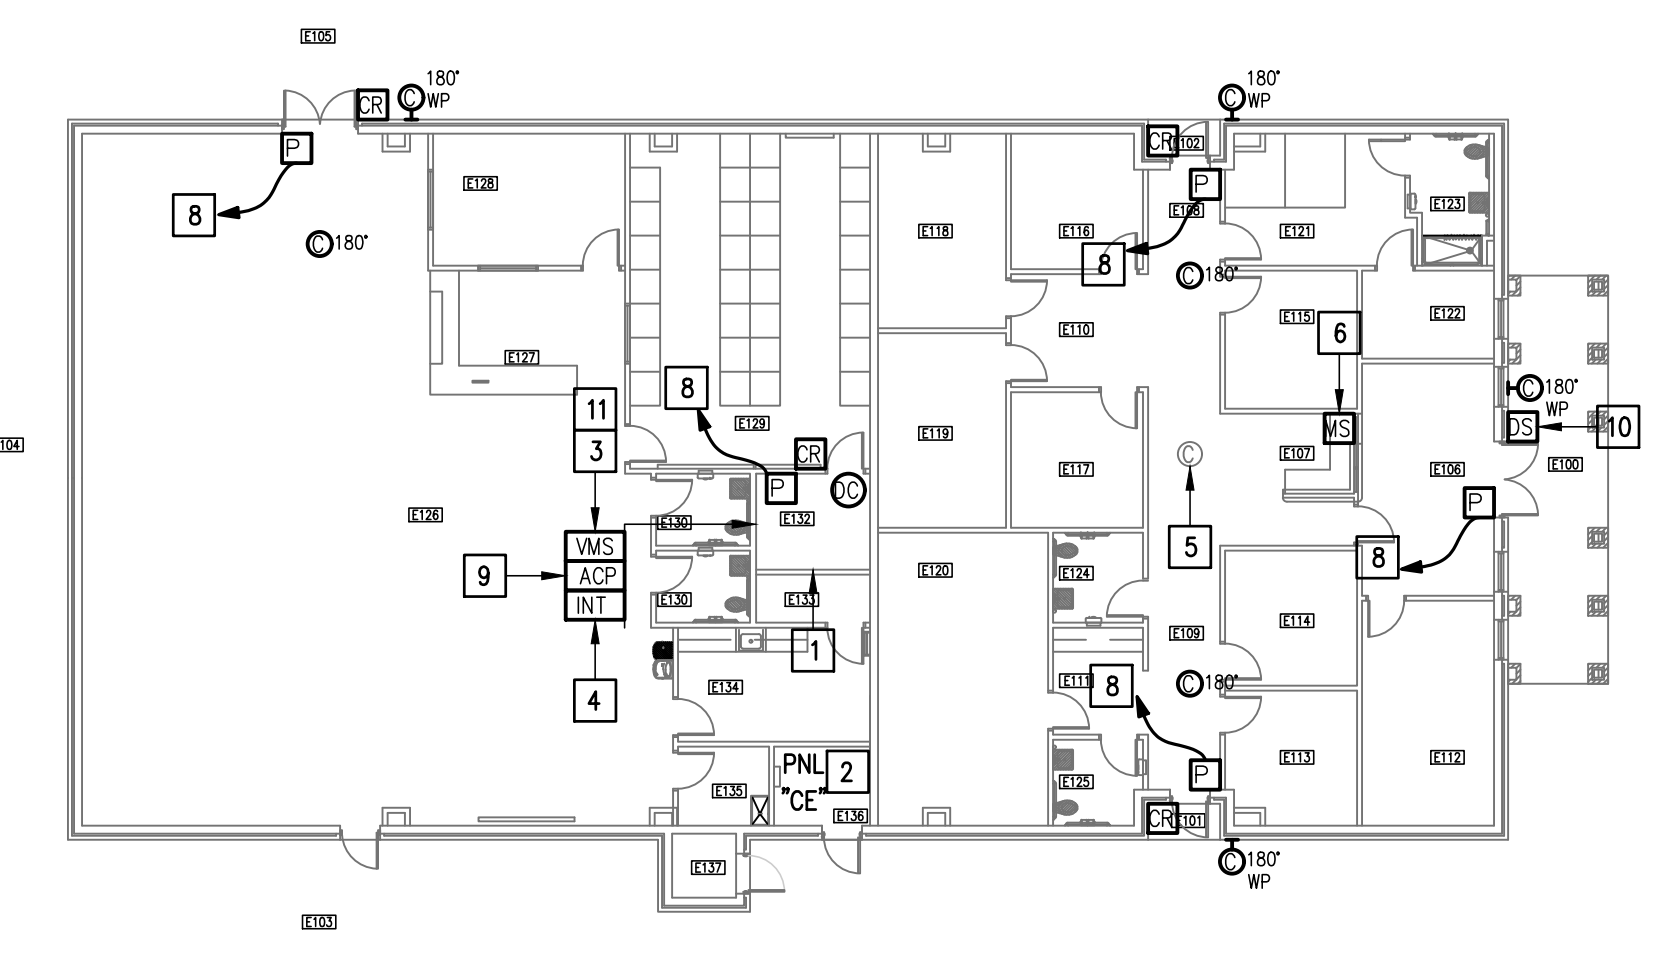 E105
180°
WP
C
CR
180°
WP
C
CR
E102
P
E128
P
8
E123
E108
C 180°
E118
E116
E121
8
C 180°
E110
E115
E122
6
E127
8
C 180°
WP
11
E129
MS
DS
10
E119
104
3
CR
C
E107
E106
E100
E117
P
DC
P
E126
E130
E132
VMS
5
8
9
ACP
E120
E124
INT
E130
E133
E114
E109
1
4
E134
E111
8
C 180°
PNL
"CE"
2
P
E113
E112
E135
E125
E136
CR
E101
E137
C 180°
WP
E103